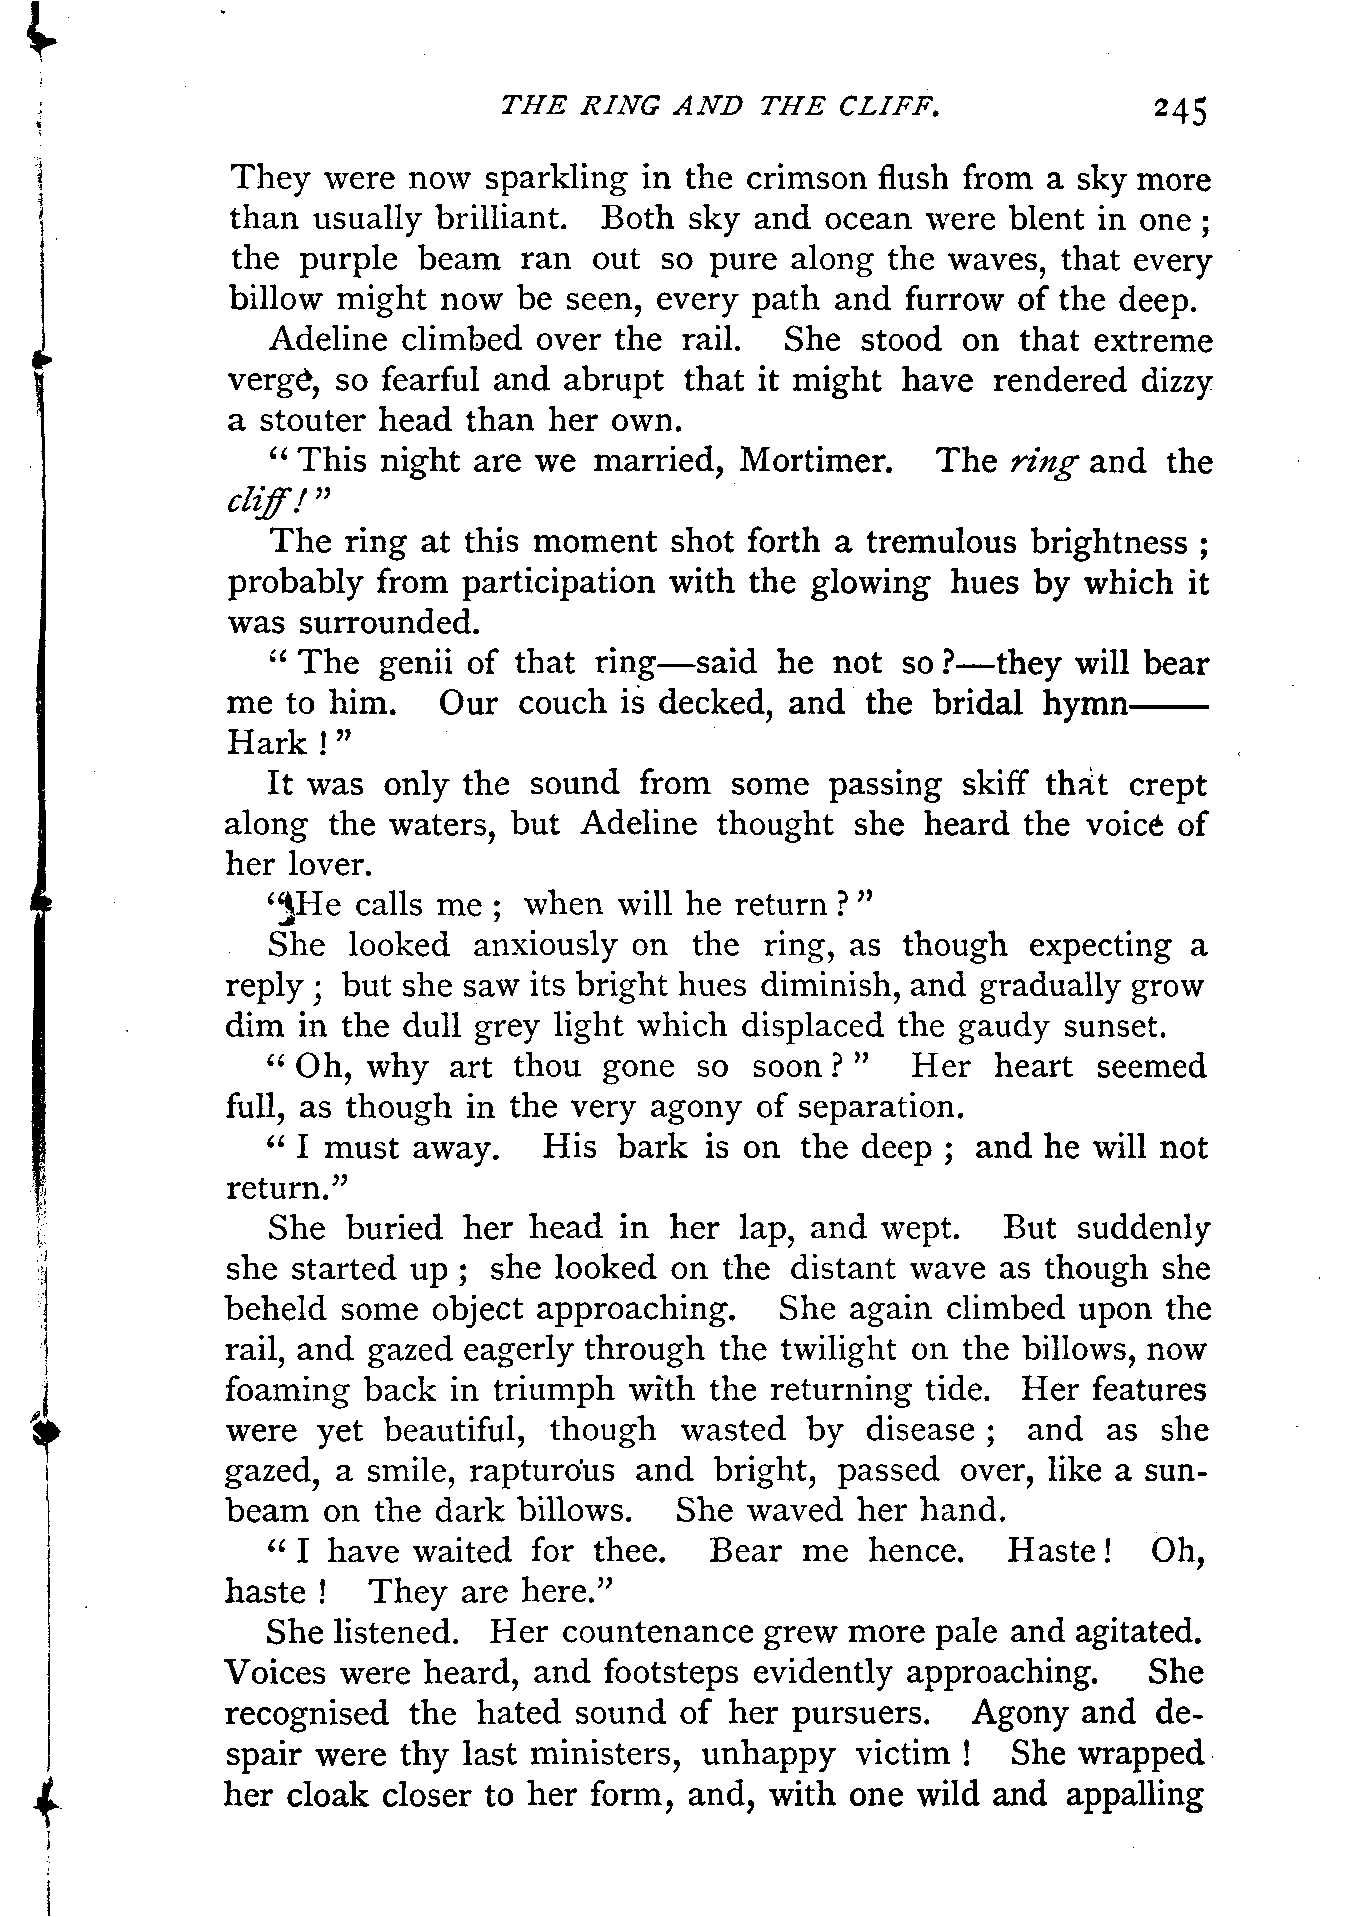 THE RING AND THE CLIFF. 245
They were now sparkling in the crimson flush from a sky more
than usually brilliant. Both sky and ocean were blent in one ;
the purple beam ran out so pure along the waves, that every
billow might now be seen, every path and furrow of the deep.
Adeline climbed over the rail. She stood on that extreme
verge, so fearful and abrupt that it might have rendered dizzy
a stouter head than her own.
“ This night are we married, Mortimer. The ring and the
cliff ! ”
The ring at this moment shot forth a tremulous brightness ;
probably from participation with the glowing hues by which it
was surrounded.
“ The genii of that ring—said he not so ?—they will bear
me to him. Our couch is decked, and the bridal hymn——
Hark ! ”
It was only the sound from some passing skiff that crept
along the waters, but Adeline thought she heard the voice of
her lover.
“ He calls me ; when will he return ? ”
She looked anxiously on the ring, as though expecting a
reply ; but she saw its bright hues diminish, and gradually grow
dim in the dull grey light which displaced the gaudy sunset.
“ Oh, why art thou gone so soon ? ” Her heart seemed
full, as though in the very agony of separation.
“ I must away. His bark is on the deep ; and he will not
return.”
She buried her head in her lap, and wept. But suddenly
she started up ; she looked on the distant wave as though she
beheld some object approaching. She again climbed upon the
rail, and gazed eagerly through the twilight on the billows, now
foaming back in triumph with the returning tide. Her features
were yet beautiful, though wasted by disease ; and as she
gazed, a smile, rapturous and bright, passed over, like a sun-
beam on the dark billows. She waved her hand.
“ I have waited for thee. Bear me hence. Haste ! Oh,
haste ! They are here.”
She listened. Her countenance grew more pale and agitated.
Voices were heard, and footsteps evidently approaching. She
recognised the hated sound of her pursuers. Agony and de-
spair were thy last ministers, unhappy victim ! She wrapped
her cloak closer to her form, and, with one wild and appalling